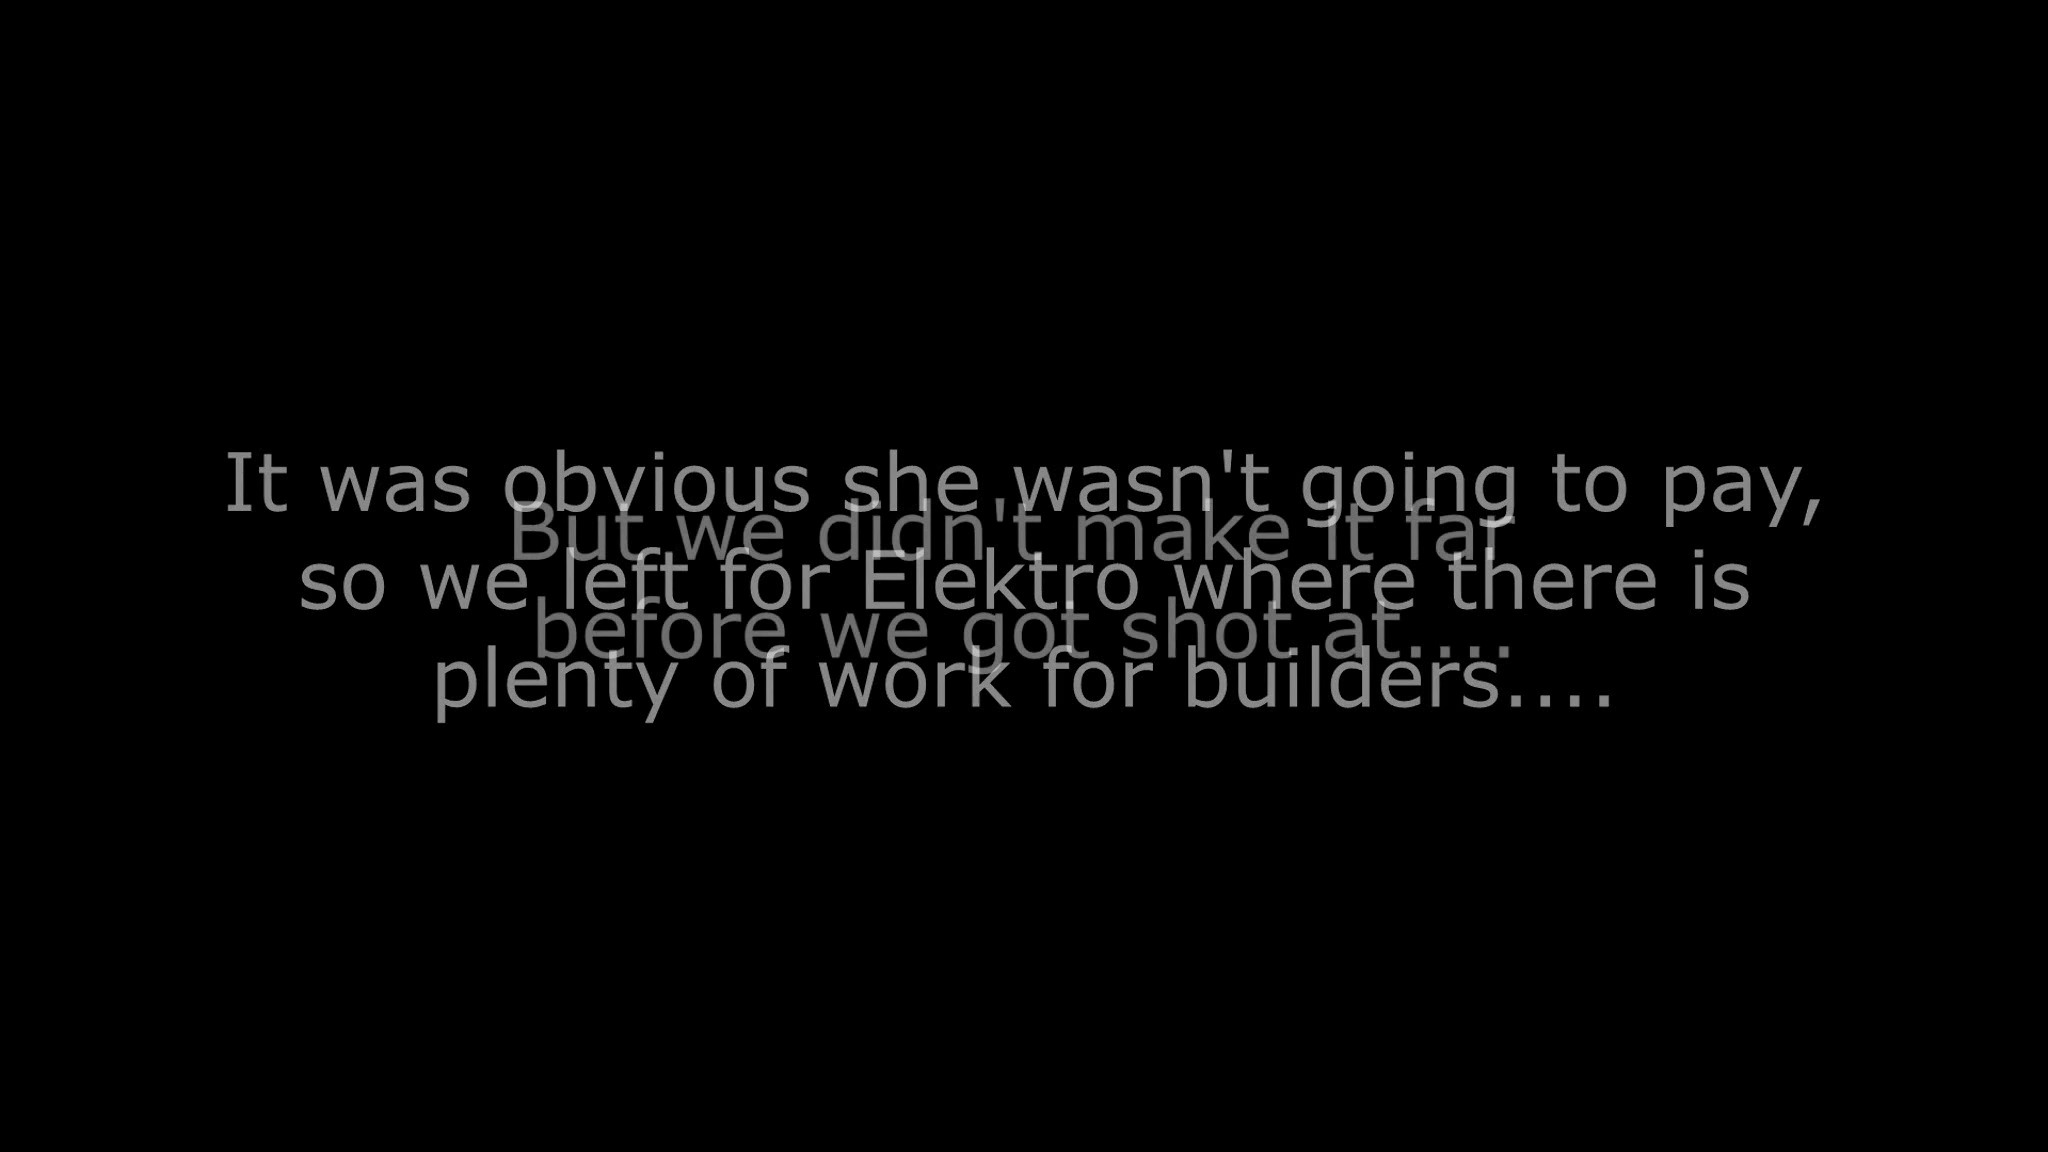 It was obvious she wasn't going to pay,
so we left for Elektro where there is
plenty of work for builders....
But we didn't make it far
before we got shot at....